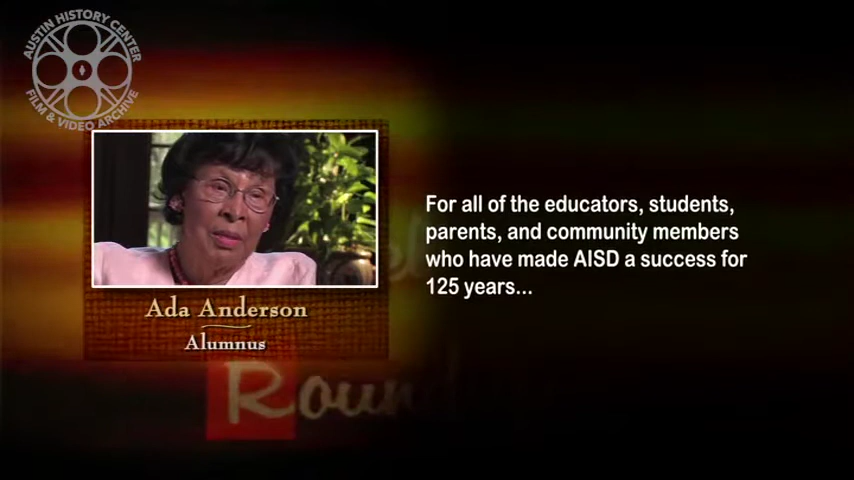 AUSTIN HISTORY CENTER
FILM & VIDEO ARCHIVE
For all of the educators, students,
parents, and community members
who have made AISD a success for
125 years...
Ada Anderson
Alumnus